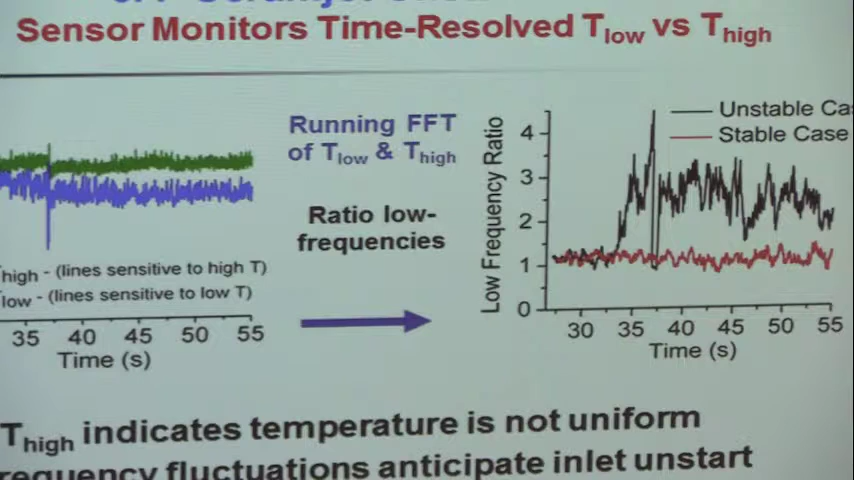 Sensor Monitors Time-Resolved Tlow vs Thigh
Running FFT
of Tlow & Thigh
Ratio low-
frequencies
high - (lines sensitive to high T)
low - (lines sensitive to low T)
35 40 45 50 55
Time (s)
Low Frequency Ratio
4
3
2
1
0
Unstable Ca
Stable Case
30 35 40 45 50 55
Time (s)
Thigh indicates temperature is not uniform
requency fluctuations anticipate inlet unstart